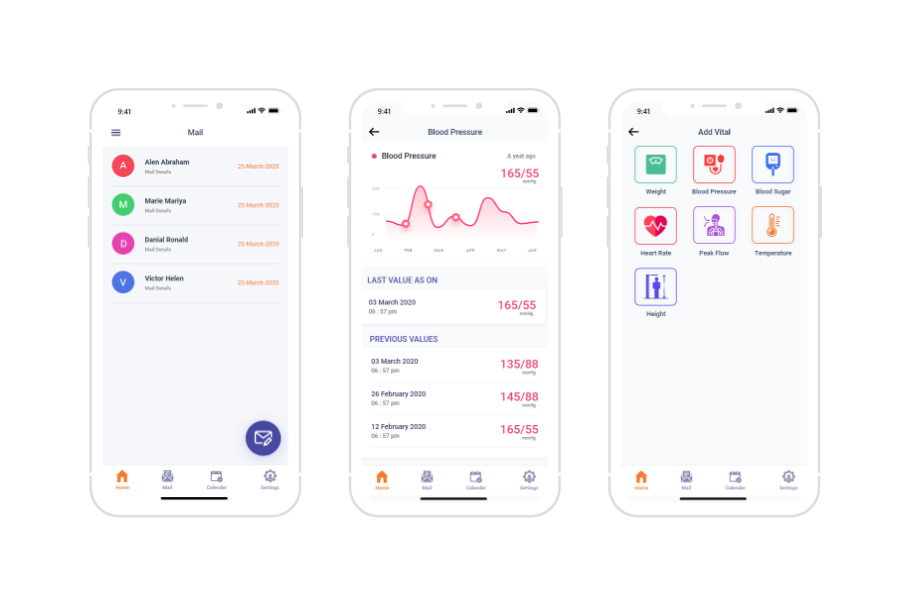 9:41
Mail
A
Alen Abraham
Mail Details
25-March-2020
M
Marie Mariya
Mail Details
25-March-2020
D
Danial Ronald
Mail Details
25-March-2020
V
Victor Helen
Mail Details
25-March-2020
Home
Mail
Calender
Settings
9:41
Blood Pressure
Blood Pressure
A yeat ago
165/55
mmHg
JAN
FEB
MAR
APR
MAY
JUN
LAST VALUE AS ON
03 March 2020
06 : 57 pm
165/55
mmHg
PREVIOUS VALUES
03 March 2020
06 : 57 pm
135/88
mmHg
26 February 2020
06 : 57 pm
145/88
mmHg
12 February 2020
06 : 57 pm
165/55
mmHg
Home
Mail
Calender
Settings
9:41
Add Vital
Weight
Blood Pressure
Blood Sugar
Heart Rate
Peak Flow
Temperature
Height
Home
Mail
Calender
Settings